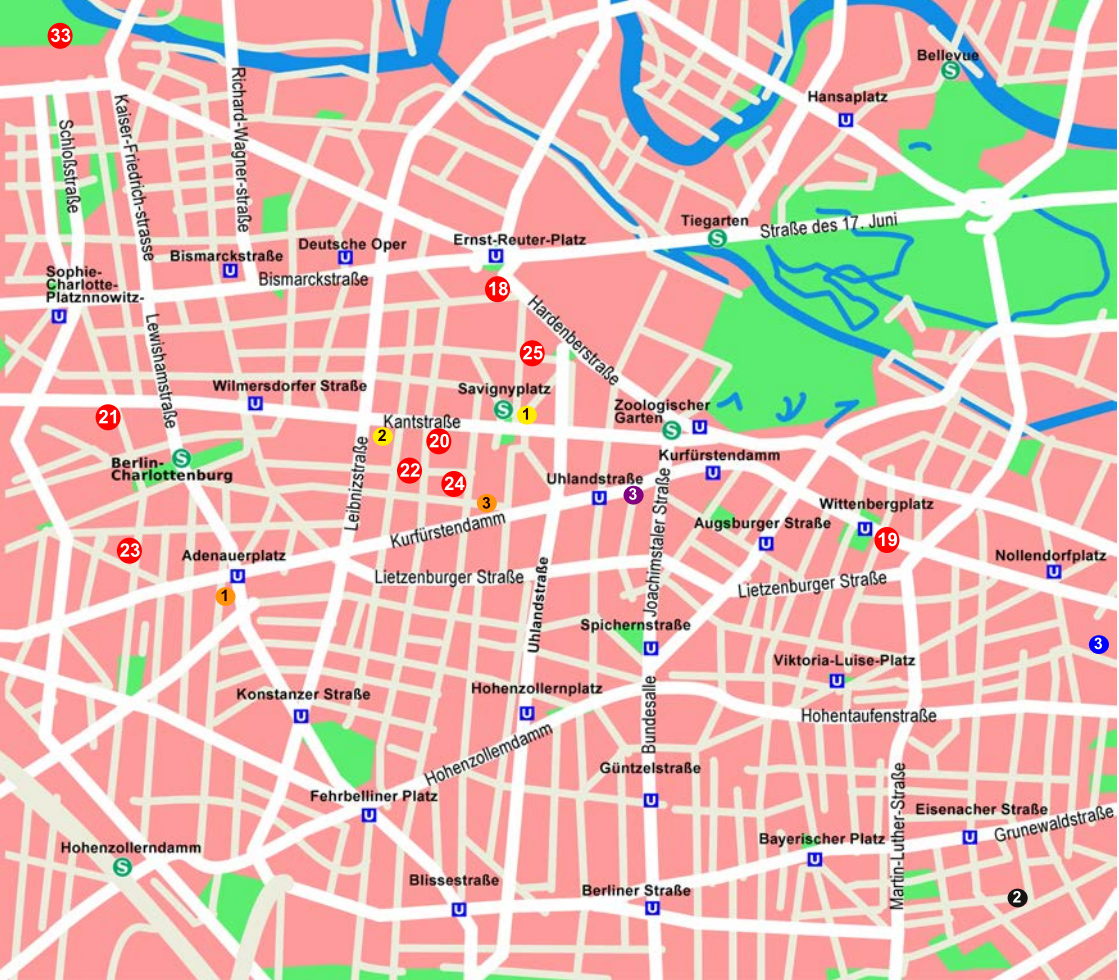 33
Bellevue
S
Hansaplatz
U
Schloßstraße
Kaiser-Friedrich-strasse
Richard-Wagner-straße
Tiegarten
S
Straße des 17. Juni
Bismarckstraße
U
Deutsche Oper
U
Ernst-Reuter-Platz
U
Sophie-
Charlotte-
Platznnowitz-
U
Bismarckstraße
18
Hardenberstraße
Lewishamstraße
25
Wilmersdorfer Straße
U
Savignyplatz
S
1
Zoologischer
Garten
S
U
21
Kantstraße
2
20
Leibnizstraße
Berlin-
Charlottenburg
S
22
24
3
Kurfürstendamm
Uhlandstraße
U
3
Kurfürstendamm
U
Joachimstaler Straße
Augsburger Straße
U
Wittenbergplatz
U
19
Nollendorfplatz
U
23
Adenauerplatz
U
1
Lietzenburger Straße
Uhlandstraße
Lietzenburger Straße
Spichernstraße
U
3
Viktoria-Luise-Platz
U
Konstanzer Straße
U
Hohenzollernplatz
U
Bundesalle
Hohentaufenstraße
Hohenzollemdamm
Güntzelstraße
U
Fehrbelliner Platz
U
Martin-Luther-Straße
Eisenacher Straße
U
Grunewaldstraße
Hohenzollerndamm
S
Bayerischer Platz
U
Blissestraße
U
Berliner Straße
U
2